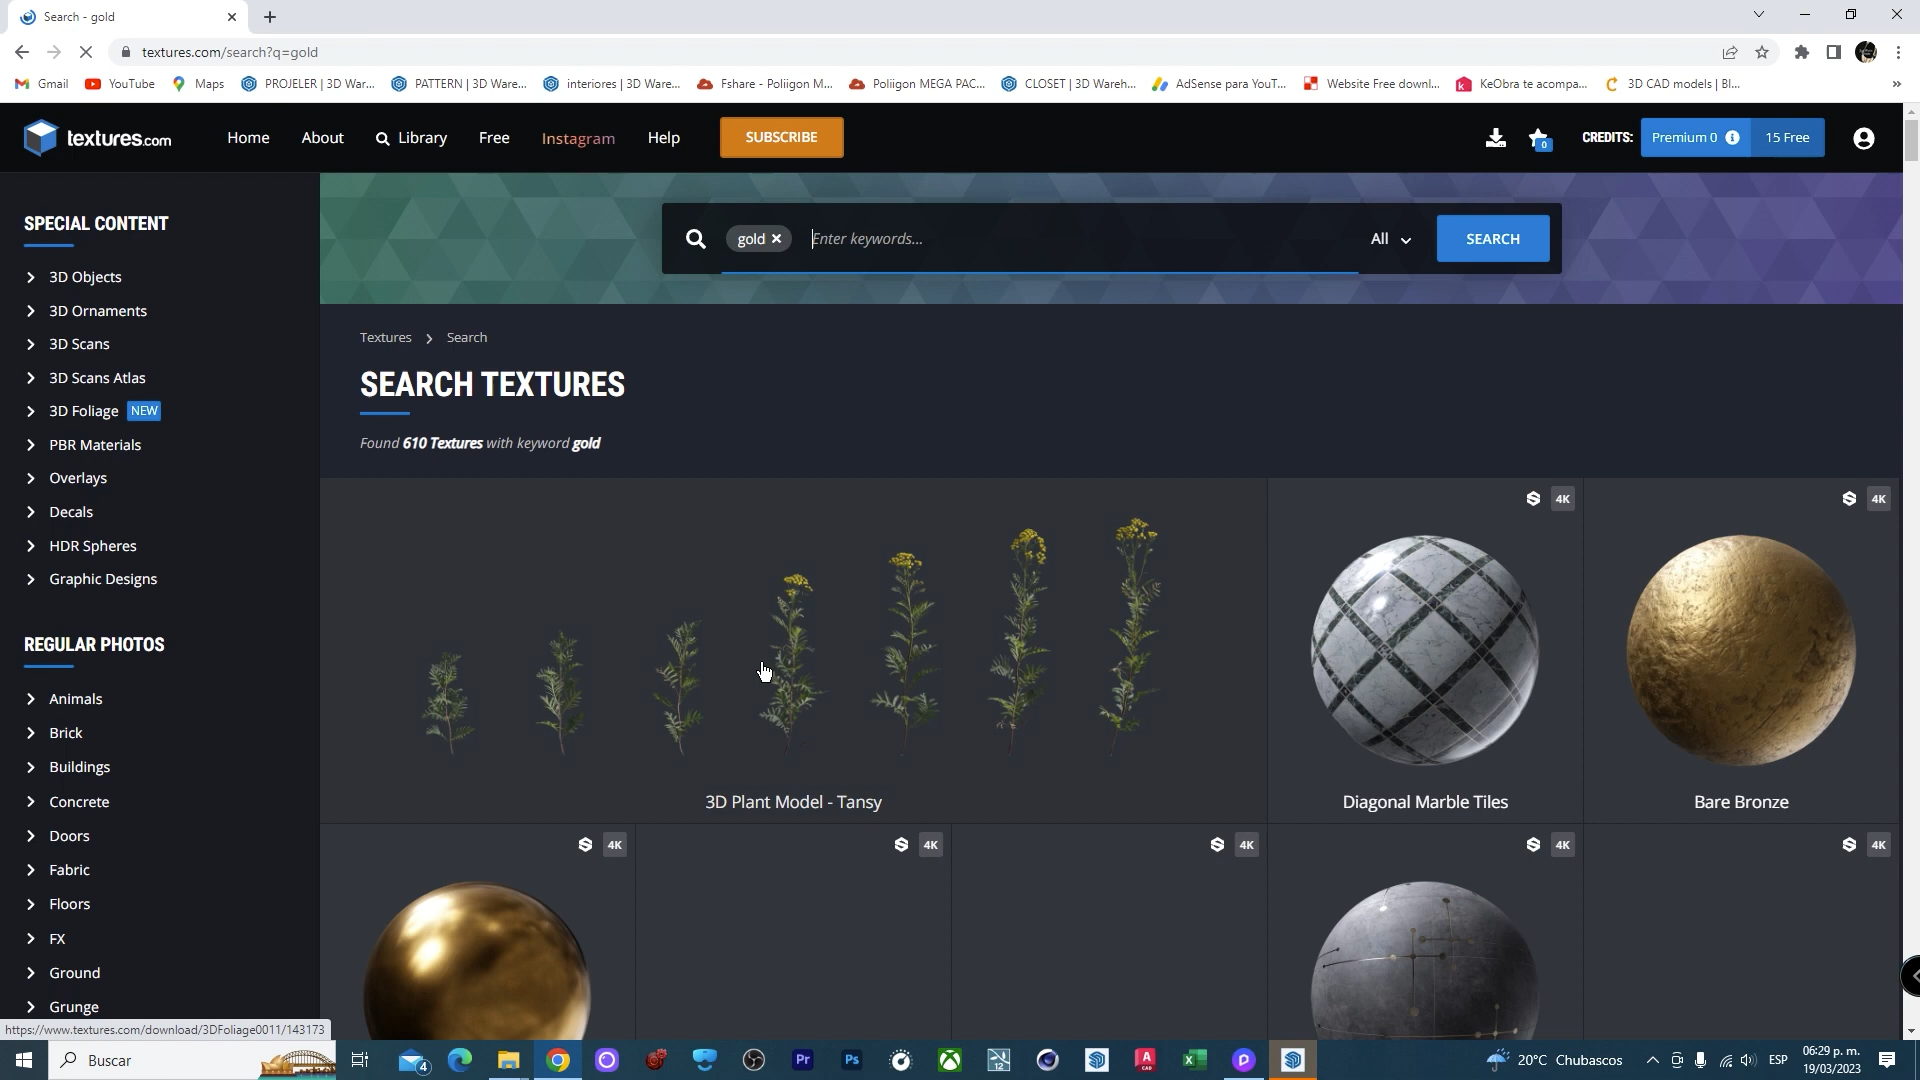 Search - gold
textures.com/search?q=gold
Gmail
YouTube
Maps
PROJELER | 3D War...
PATTERN | 3D Ware...
interiores | 3D Ware...
Fshare - Poliigon M...
Poliigon MEGA PAC...
CLOSET | 3D Wareh...
AdSense para YouT...
Website Free downl...
KeObra te acompa...
3D CAD models | Bl...
textures.com
Home
About
Library
Free
Instagram
Help
SUBSCRIBE
0
CREDITS:
Premium 0
15 Free
gold
Enter keywords...
All
SEARCH
SPECIAL CONTENT
3D Objects
3D Ornaments
3D Scans
3D Scans Atlas
3D Foliage NEW
PBR Materials
Overlays
Decals
HDR Spheres
Graphic Designs
REGULAR PHOTOS
Animals
Brick
Buildings
Concrete
Doors
Fabric
Floors
FX
Ground
Grunge
Textures > Search
SEARCH TEXTURES
Found 610 Textures with keyword gold
4K
4K
3D Plant Model - Tansy
Diagonal Marble Tiles
Bare Bronze
4K
4K
4K
4K
4K
https://www.textures.com/download/3DFoliage0011/143173
Buscar
4
Pr
Ps
12
A
CAD
20°C Chubascos
ESP
06:29 p. m.
19/03/2023